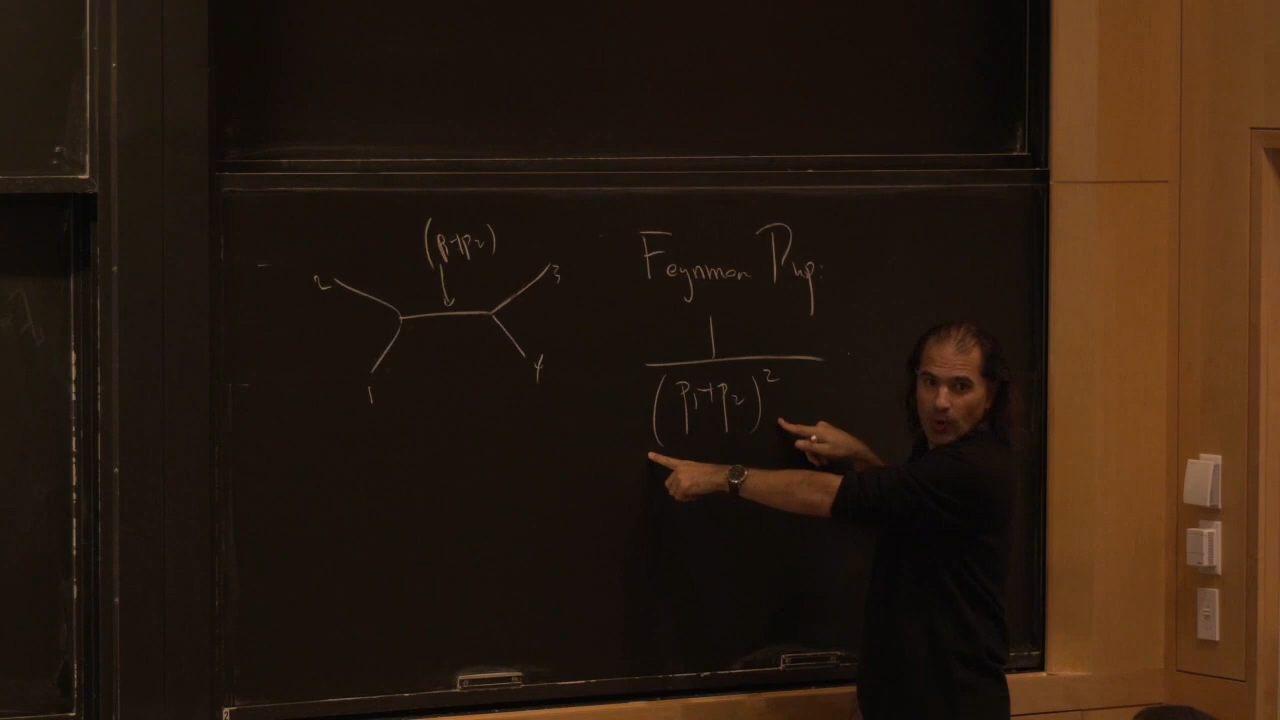 (p₁+p₂)
2
3
1
4
Feynman Prop:
1
(p₁+p₂)²